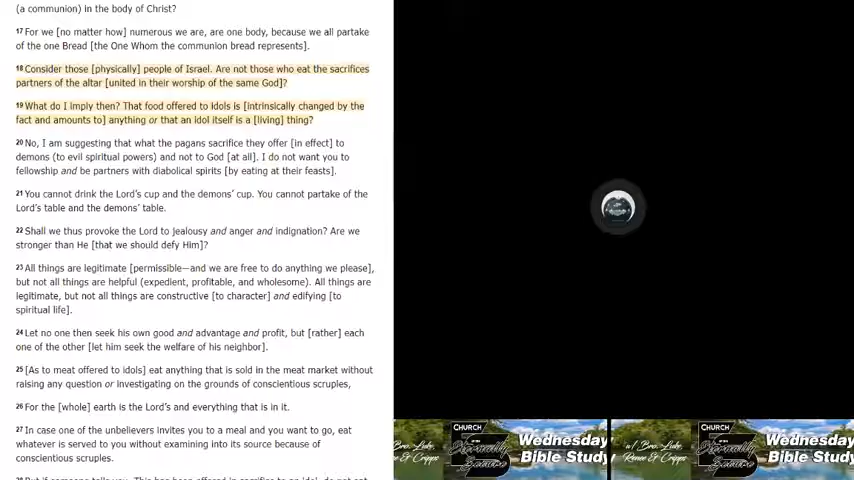 (a communion) in the body of Christ?
17 For we [no matter how] numerous we are, are one body, because we all partake
of the one Bread [the One Whom the communion bread represents].
18 Consider those [physically] people of Israel. Are not those who eat the sacrifices
partners of the altar [united in their worship of the same God]?
19 What do I imply then? That food offered to idols is [intrinsically changed by the
fact and amounts to] anything or that an idol itself is a [living] thing?
20 No, I am suggesting that what the pagans sacrifice they offer [in effect] to
demons (to evil spiritual powers) and not to God [at all]. I do not want you to
fellowship and be partners with diabolical spirits [by eating at their feasts].
21 You cannot drink the Lord's cup and the demons' cup. You cannot partake of the
Lord's table and the demons' table.
22 Shall we thus provoke the Lord to jealousy and anger and indignation? Are we
stronger than He [that we should defy Him]?
23 All things are legitimate [permissible—and we are free to do anything we please],
but not all things are helpful (expedient, profitable, and wholesome). All things are
legitimate, but not all things are constructive [to character] and edifying [to
spiritual life].
24 Let no one then seek his own good and advantage and profit, but [rather] each
one of the other [let him seek the welfare of his neighbor].
25 [As to meat offered to idols] eat anything that is sold in the meat market without
raising any question or investigating on the grounds of conscientious scruples,
26 For the [whole] earth is the Lord's and everything that is in it.
27 In case one of the unbelievers invites you to a meal and you want to go, eat
whatever is served to you without examining into its source because of
conscientious scruples.
Bro. Luke,
Renee & Cripps
CHURCH
Eternally
Secure
Wednesday
Bible Study
w/ Bro. Luke,
Renee & Cripps
CHURCH
Eternally
Secure
Wednesday
Bible Study